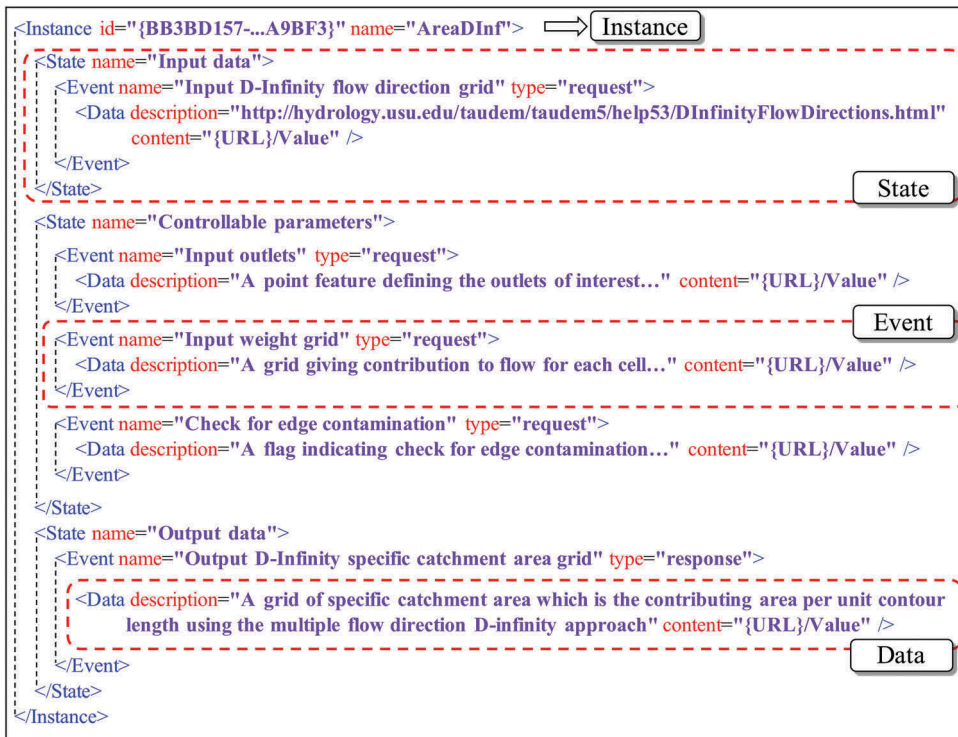 <Instance id="{BB3BD157-...A9BF3}" name="AreaDInf"> Instance
<State name="Input data">
<Event name="Input D-Infinity flow direction grid" type="request">
<Data description="http://hydrology.usu.edu/taudem/taudem5/help53/DInfinityFlowDirections.html"
content="{URL}/Value" />
</Event>
</State>
State
<State name="Controllable parameters">
<Event name="Input outlets" type="request">
<Data description="A point feature defining the outlets of interest…" content="{URL}/Value" />
</Event>
Event
<Event name="Input weight grid" type="request">
<Data description="A grid giving contribution to flow for each cell…" content="{URL}/Value" />
</Event>
<Event name="Check for edge contamination" type="request">
<Data description="A flag indicating check for edge contamination…" content="{URL}/Value" />
</Event>
</State>
<State name="Output data">
<Event name="Output D-Infinity specific catchment area grid" type="response">
<Data description="A grid of specific catchment area which is the contributing area per unit contour
length using the multiple flow direction D-infinity approach" content="{URL}/Value" />
Data
</Event>
</State>
</Instance>